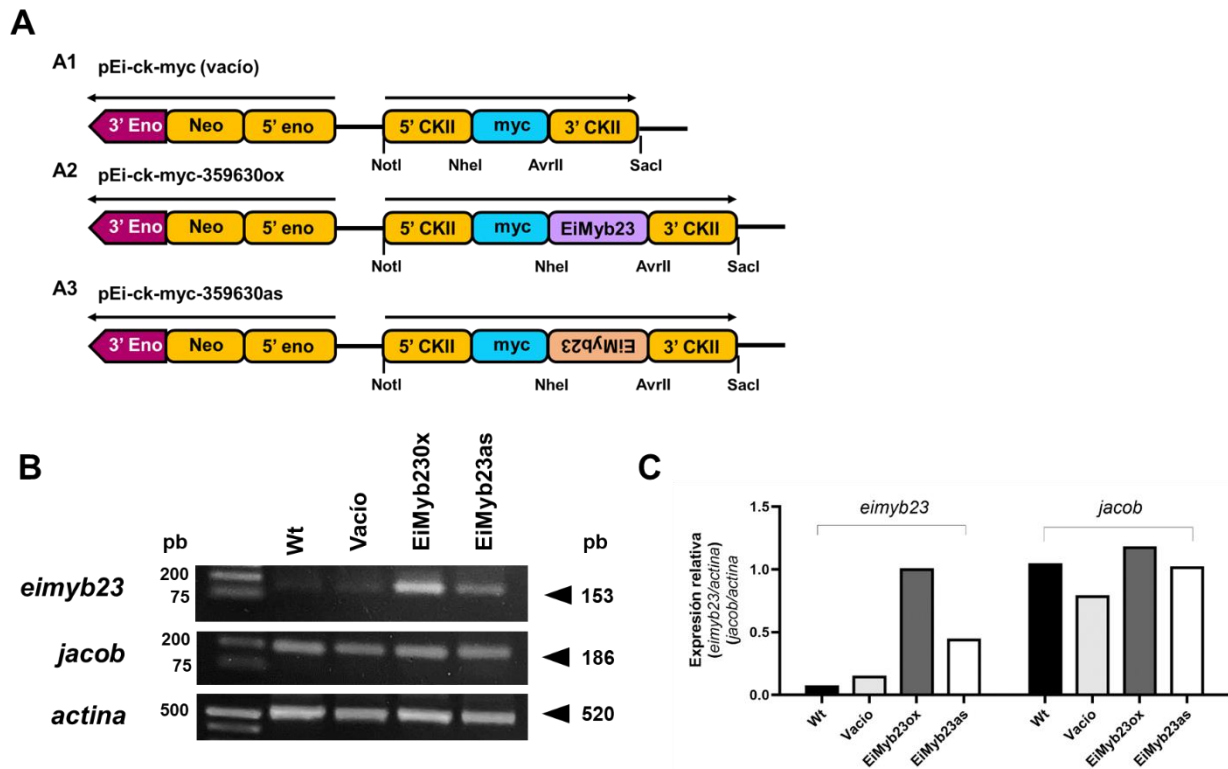 A
A1 pEi-ck-myc (vacío)
3’ Eno Neo 5’ eno 5’ CKII myc 3’ CKII
NotI NheI AvrII SacI
A2 pEi-ck-myc-359630ox
3’ Eno Neo 5’ eno 5’ CKII myc EiMyb23 3’ CKII
NotI NheI AvrII SacI
A3 pEi-ck-myc-359630as
3’ Eno Neo 5’ eno 5’ CKII myc EiMyb23 3’ CKII
NotI NheI AvrII SacI
B
pb Wt Vacío EiMyb230x EiMyb23as pb
eimyb23 200 75 153
jacob 200 75 186
actina 500 520
C
Expresión relativa
(eimyb23/actina)
(jacob/actina
1.5
1.0
0.5
0.0
eimyb23 jacob
Wt Vacio EiMyb23ox EiMyb23as Wt Vacio EiMyb23ox EiMyb23as